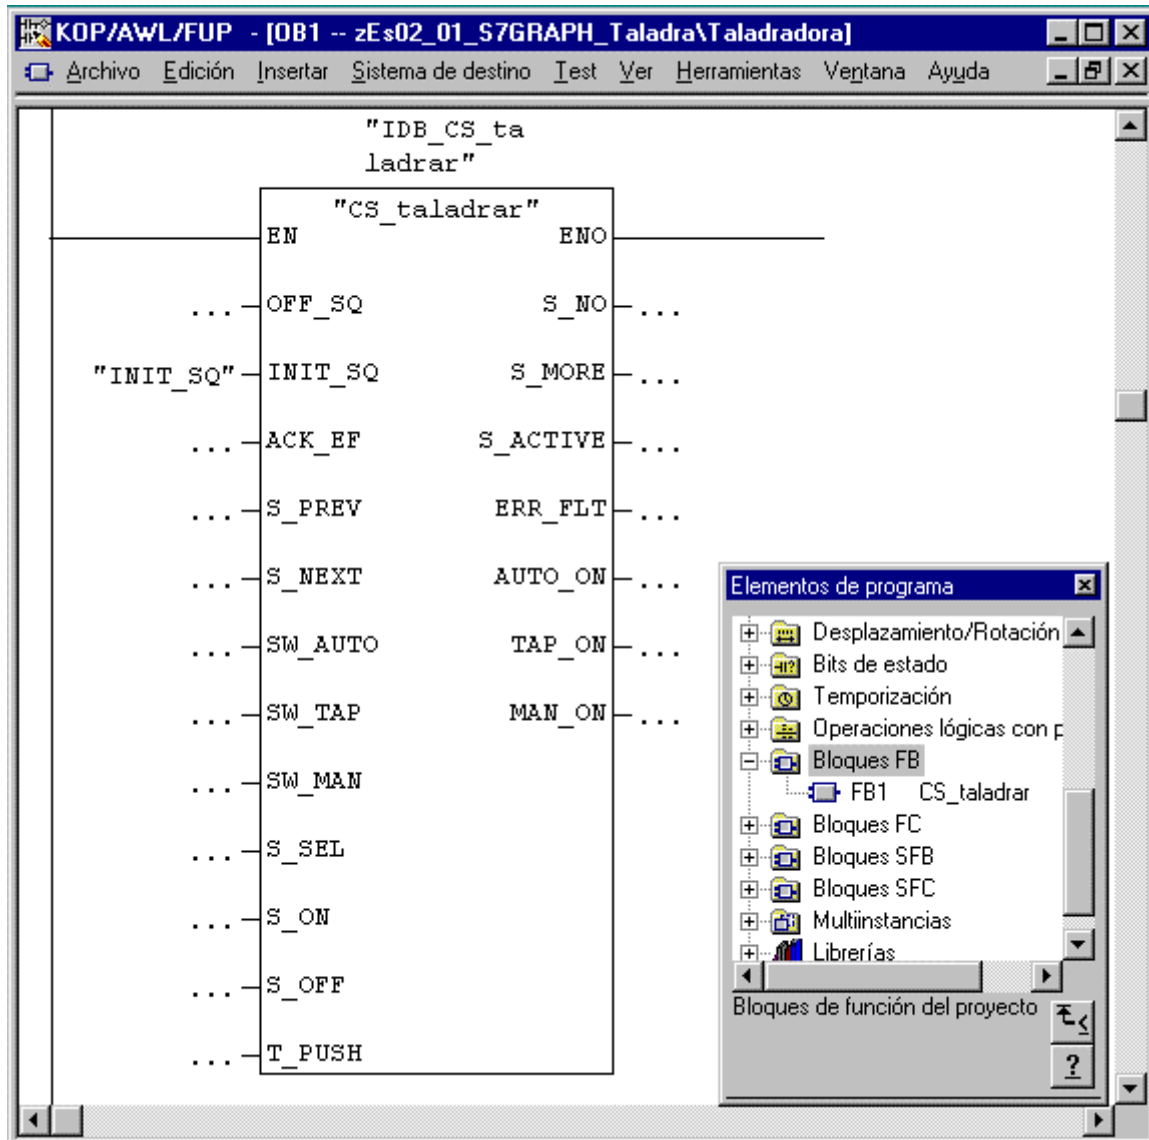 KOP/AWL/FUP - [OB1 -- zEs02_01_S7GRAPH_Taladra\Taladradora]
Archivo Edición Insertar Sistema de destino Test Ver Herramientas Ventana Ayuda
"IDB_CS_ta
ladrar"
"CS_taladrar"
EN ENO
... OFF_SQ S_NO ...
"INIT_SQ" INIT_SQ S_MORE ...
... ACK_EF S_ACTIVE ...
... S_PREV ERR_FLT ...
... S_NEXT AUTO_ON ...
... SW_AUTO TAP_ON ...
... SW_TAP MAN_ON ...
... SW_MAN
... S_SEL
... S_ON
... S_OFF
... T_PUSH
Elementos de programa
Desplazamiento/Rotación
Bits de estado
Temporización
Operaciones lógicas con p
Bloques FB
FB1 CS_taladrar
Bloques FC
Bloques SFB
Bloques SFC
Multiinstancias
Librerías
Bloques de función del proyecto
?